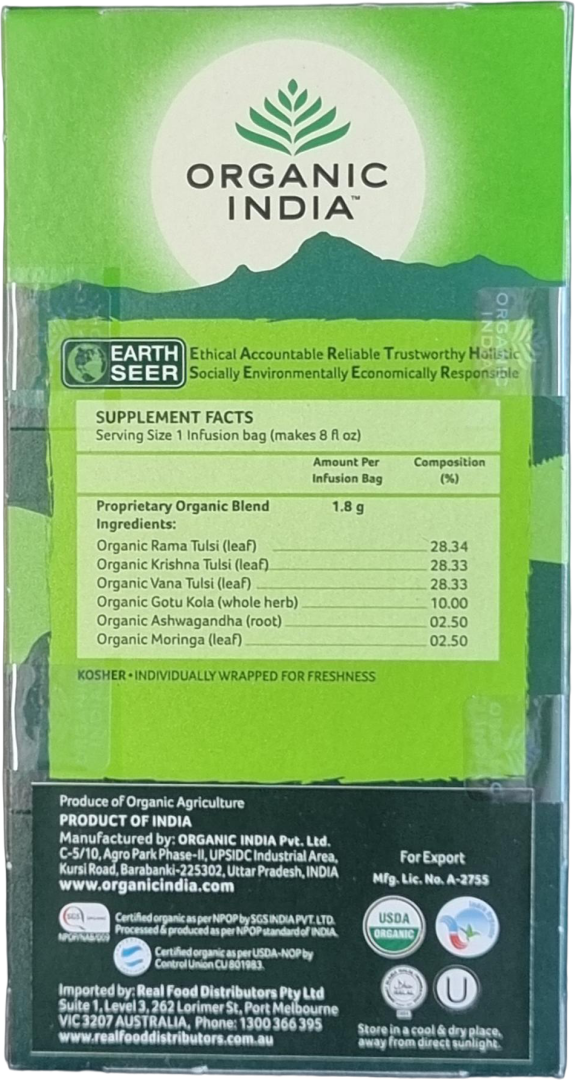 ORGANIC
INDIA™
EARTH SEER
Ethical Accountable Reliable Trustworthy Holistic
Socially Environmentally Economically Responsible
SUPPLEMENT FACTS
Serving Size 1 Infusion bag (makes 8 fl oz)
Amount Per Infusion Bag Composition (%)
Proprietary Organic Blend 1.8 g
Ingredients:
Organic Rama Tulsi (leaf) 28.34
Organic Krishna Tulsi (leaf) 28.33
Organic Vana Tulsi (leaf) 28.33
Organic Gotu Kola (whole herb) 10.00
Organic Ashwagandha (root) 02.50
Organic Moringa (leaf) 02.50
KOSHER • INDIVIDUALLY WRAPPED FOR FRESHNESS
Produce of Organic Agriculture
PRODUCT OF INDIA
Manufactured by: ORGANIC INDIA Pvt. Ltd.
C-5/10, Agro Park Phase-II, UPSIDC Industrial Area,
Kursi Road, Barabanki-225302, Uttar Pradesh, INDIA
www.organicindia.com
For Export
Mfg. Lic. No. A-2755
SGS
Certified organic as per NPOP by SGS INDIA PVT. LTD.
Processed & produced as per NPOP standard of INDIA.
Certified organic as per USDA-NOP by
Control Union CU 801983.
USDA
ORGANIC
U
Imported by: Real Food Distributors Pty Ltd
Suite 1, Level 3, 262 Lorimer St, Port Melbourne
VIC 3207 AUSTRALIA, Phone: 1300 366 395
www.realfooddistributors.com.au
Store in a cool & dry place,
away from direct sunlight.